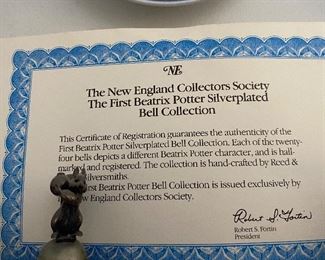 NE
The New England Collectors Society
The First Beatrix Potter Silverplated
Bell Collection
This Certificate of Registration guarantees the authenticity of the
First Beatrix Potter Silverplated Bell Collection. Each of the twenty-
four bells depicts a different Beatrix Potter character, and is hall-
marked and registered. The collection is hand-crafted by Reed &
Silversmiths.
First Beatrix Potter Bell Collection is issued exclusively by
New England Collectors Society.
Robert S. Fortin
Robert S. Fortin
President